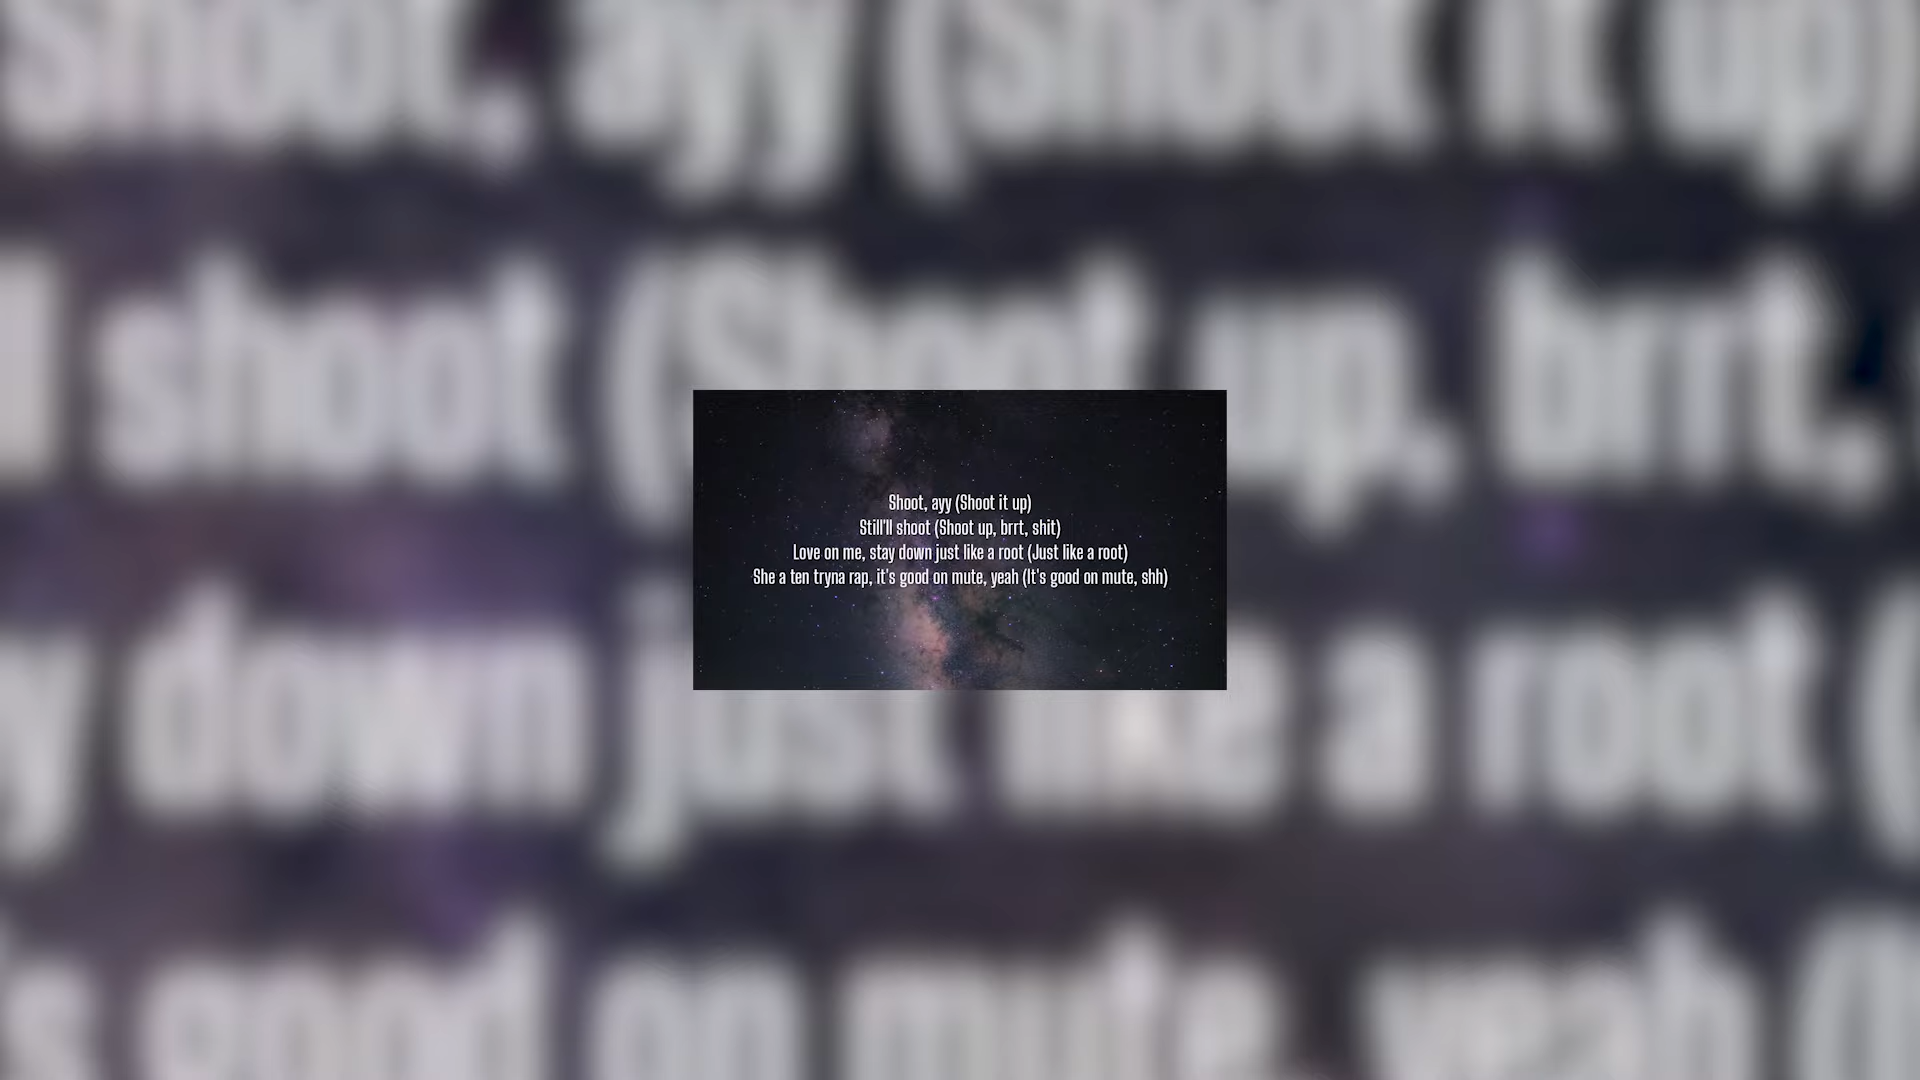 Shoot, ayy (Shoot it up)
Still'll shoot (Shoot up, brrt, shit)
Love on me, stay down just like a root (Just like a root)
She a ten tryna rap, it's good on mute, yeah (It's good on mute, shh)